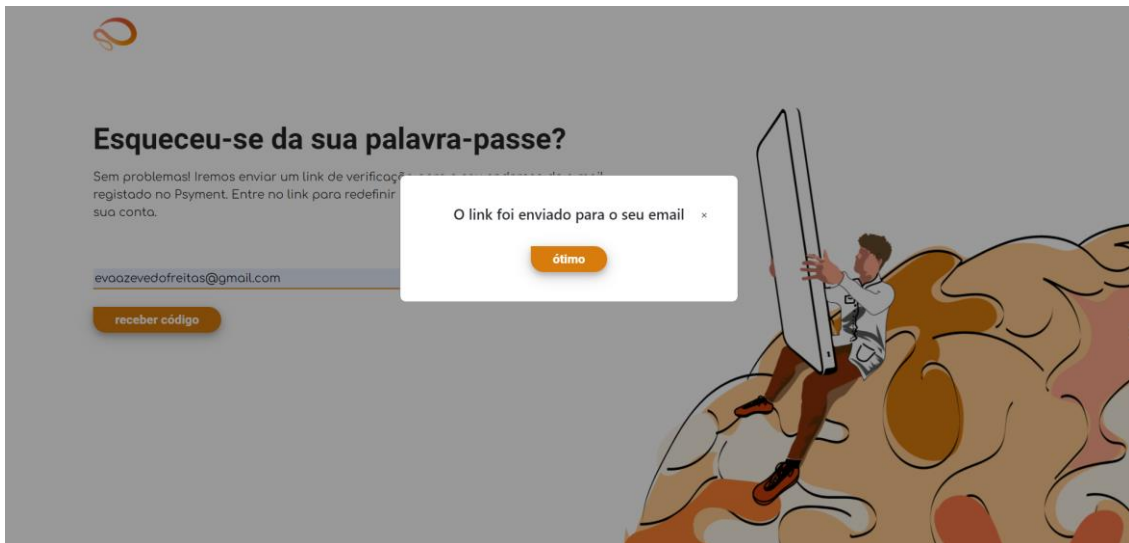 Esqueceu-se da sua palavra-passe?
Sem problemas! Iremos enviar um link de verificação
registado no Psyment. Entre no link para redefinir
sua conta.
O link foi enviado para o seu email ×
ótimo
evaazevedofreitas@gmail.com
receber código